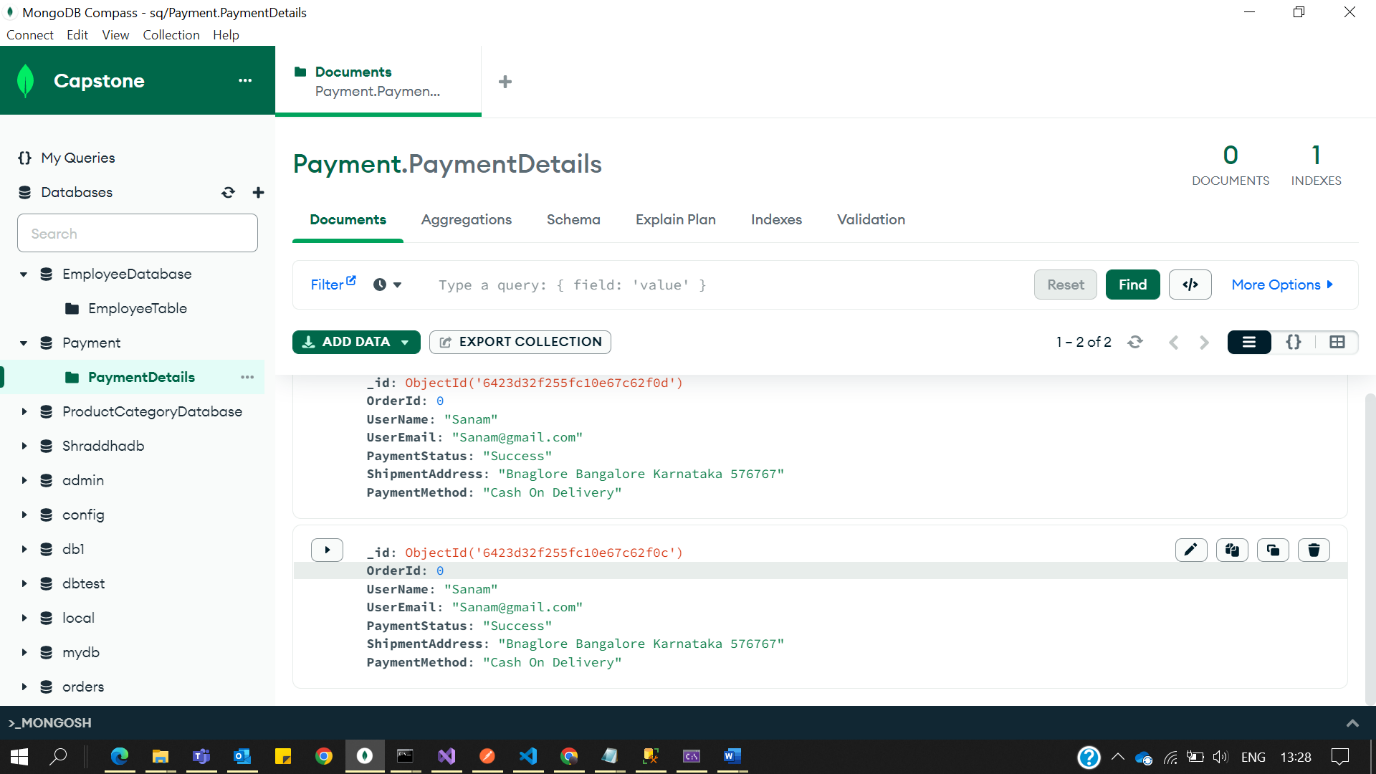 MongoDB Compass - sq/Payment.PaymentDetails
Connect Edit View Collection Help
Capstone
Documents
Payment.Paymen...
My Queries
Databases
Search
EmployeeDatabase
EmployeeTable
Payment
PaymentDetails
ProductCategoryDatabase
Shraddhadb
admin
config
db1
dbtest
local
mydb
orders
Payment.PaymentDetails
0
DOCUMENTS
1
INDEXES
Documents Aggregations Schema Explain Plan Indexes Validation
Filter Type a query: { field: 'value' } Reset Find </> More Options
ADD DATA EXPORT COLLECTION 1 – 2 of 2 {}
_id: ObjectId('6423d32f255fc10e67c62f0d')
OrderId: 0
UserName: "Sanam"
UserEmail: "Sanam@gmail.com"
PaymentStatus: "Success"
ShipmentAddress: "Bnaglore Bangalore Karnataka 576767"
PaymentMethod: "Cash On Delivery"
_id: ObjectId('6423d32f255fc10e67c62f0c')
OrderId: 0
UserName: "Sanam"
UserEmail: "Sanam@gmail.com"
PaymentStatus: "Success"
ShipmentAddress: "Bnaglore Bangalore Karnataka 576767"
PaymentMethod: "Cash On Delivery"
>_MONGOSH
ENG 13:28